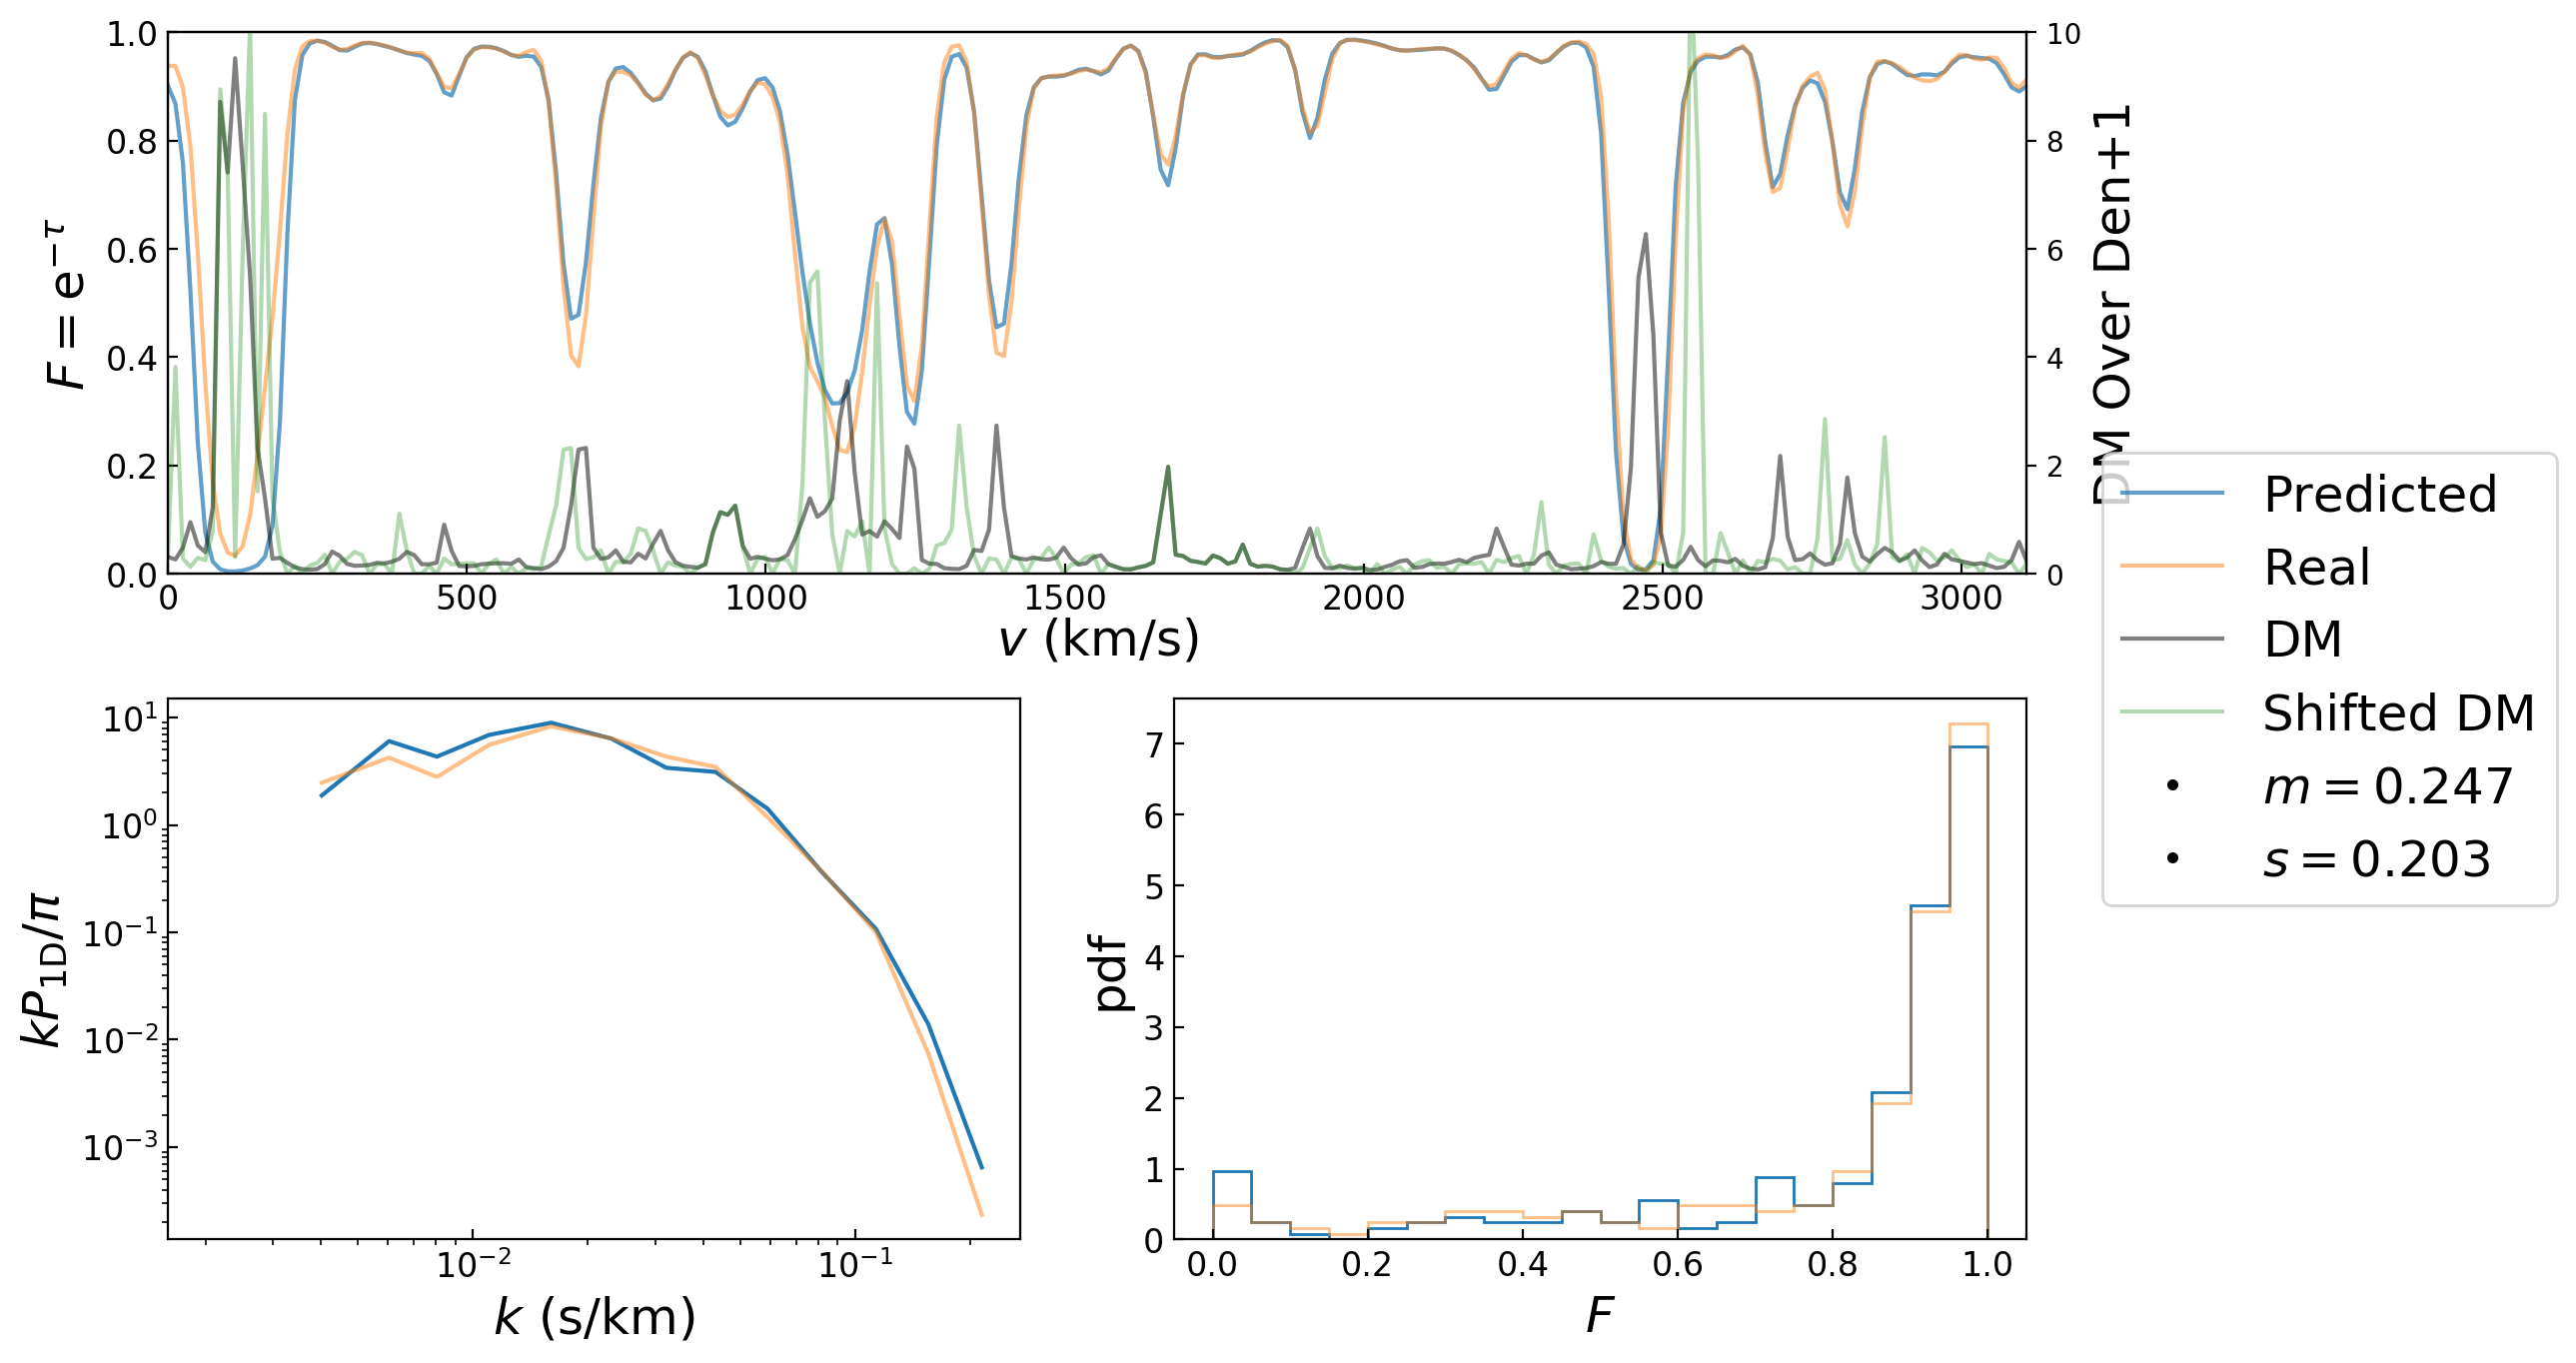 1.0
0.8
0.6
0.4
0.2
0.0
F = e^{−τ}
10
8
6
4
2
0
DM Over Den+1
0 500 1000 1500 2000 2500 3000
v (km/s)
Predicted
Real
DM
Shifted DM
m = 0.247
s = 0.203
10^1
10^0
10^{−1}
10^{−2}
10^{−3}
kP_{1D}/π
10^{−2} 10^{−1}
k (s/km)
7
6
5
4
3
2
1
0
pdf
0.0 0.2 0.4 0.6 0.8 1.0
F